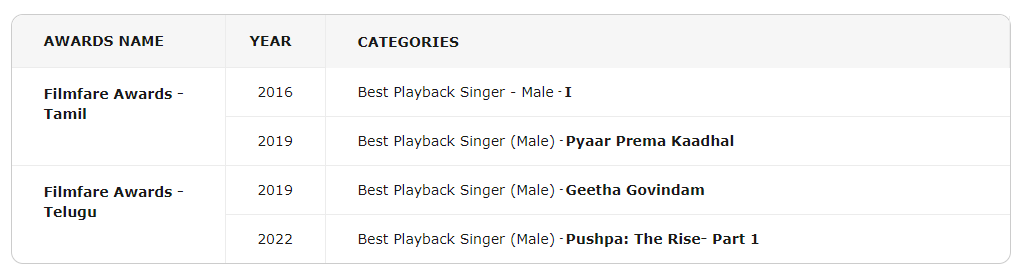 AWARDS NAME YEAR CATEGORIES
Filmfare Awards -
Tamil
2016 Best Playback Singer - Male - I
2019 Best Playback Singer (Male) - Pyaar Prema Kaadhal
Filmfare Awards -
Telugu
2019 Best Playback Singer (Male) - Geetha Govindam
2022 Best Playback Singer (Male) - Pushpa: The Rise- Part 1